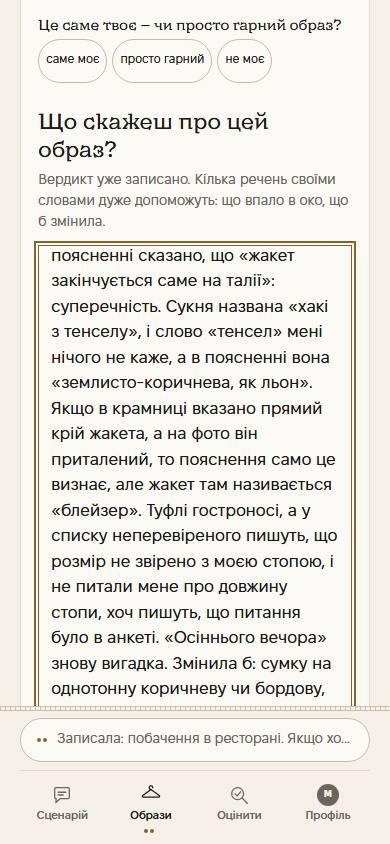 Це саме твоє — чи просто гарний образ?
саме моє
просто гарний
не моє
Що скажеш про цей
образ?
Вердикт уже записано. Кілька речень своїми
словами дуже допоможуть: що впало в око, що
б змінила.
поясненні сказано, що «жакет
закінчується саме на талії»:
суперечність. Сукня названа «хакі
з тенселу», і слово «тенсел» мені
нічого не каже, а в поясненні вона
«землисто-коричнева, як льон».
Якщо в крамниці вказано прямий
крій жакета, а на фото він
приталений, то пояснення само це
визнає, але жакет там називається
«блейзер». Туфлі гостроносі, а у
списку неперевіреного пишуть, що
розмір не звірено з моєю стопою, і
не питали мене про довжину
стопи, хоч пишуть, що питання
було в анкеті. «Осіннього вечора»
знову вигадка. Змінила б: сумку на
однотонну коричневу чи бордову,
Записала: побачення в ресторані. Якщо хо...
Сценарій
Образи
Оцінити
М
Профіль